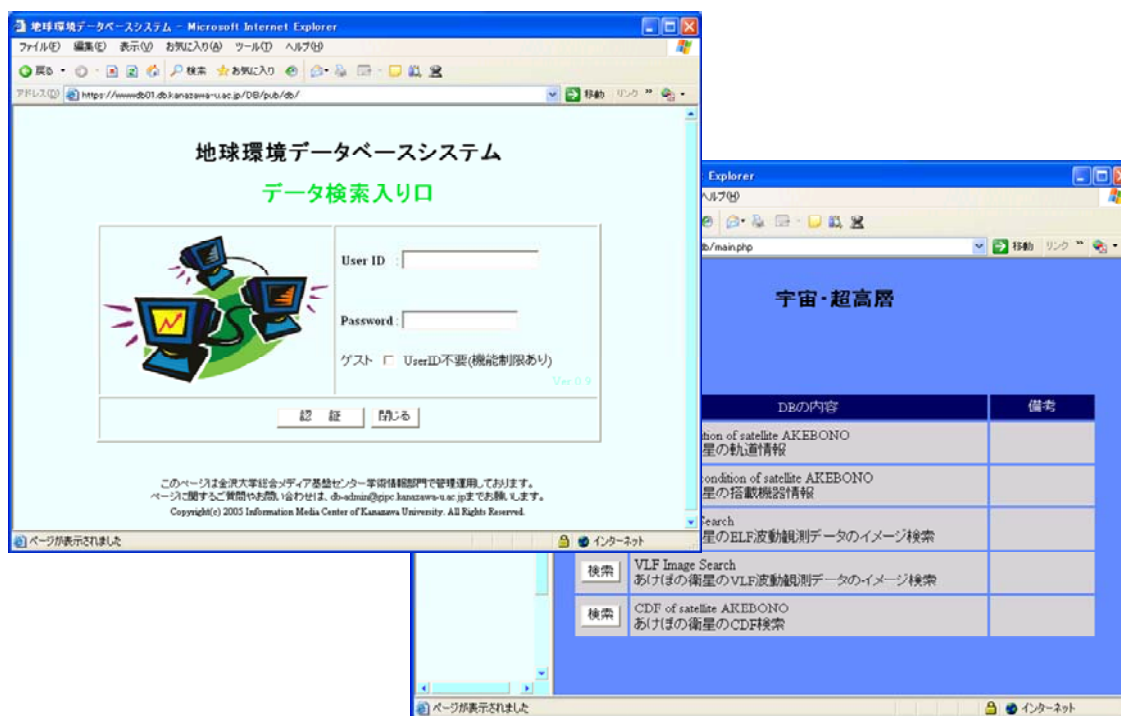 地球環境データベースシステム - Microsoft Internet Explorer
ファイル(F) 編集(E) 表示(V) お気に入り(A) ツール(T) ヘルプ(H)
戻る 検索 お気に入り
アドレス(D) https://wwwdb01.db.kanazawa-u.ac.jp/DB/pub/db/ 移動 リンク »
地球環境データベースシステム
データ検索入り口
User ID :
Password :
ゲスト UserID不要(機能制限あり)
Ver 0.9
認 証 閉じる
このページは金沢大学総合メディア基盤センター学術情報部門で管理運用しております。
ページに関するご質問やお問い合わせは、db-admin@gipc.kanazawa-u.ac.jpまでお願いします。
Copyright(c) 2005 Information Media Center of Kanazawa University. All Rights Reserved.
ページが表示されました インターネット
Explorer
ヘルプ(H)
db/main.php 移動 リンク »
宇宙・超高層
DBの内容 備考
tion of satellite AKEBONO
星の軌道情報
condition of satellite AKEBONO
星の搭載機器情報
Search
星のELF波動観測データのイメージ検索
検索 VLF Image Search
あけぼの衛星のVLF波動観測データのイメージ検索
検索 CDF of satellite AKEBONO
あけぼの衛星のCDF検索
ページが表示されました インターネット